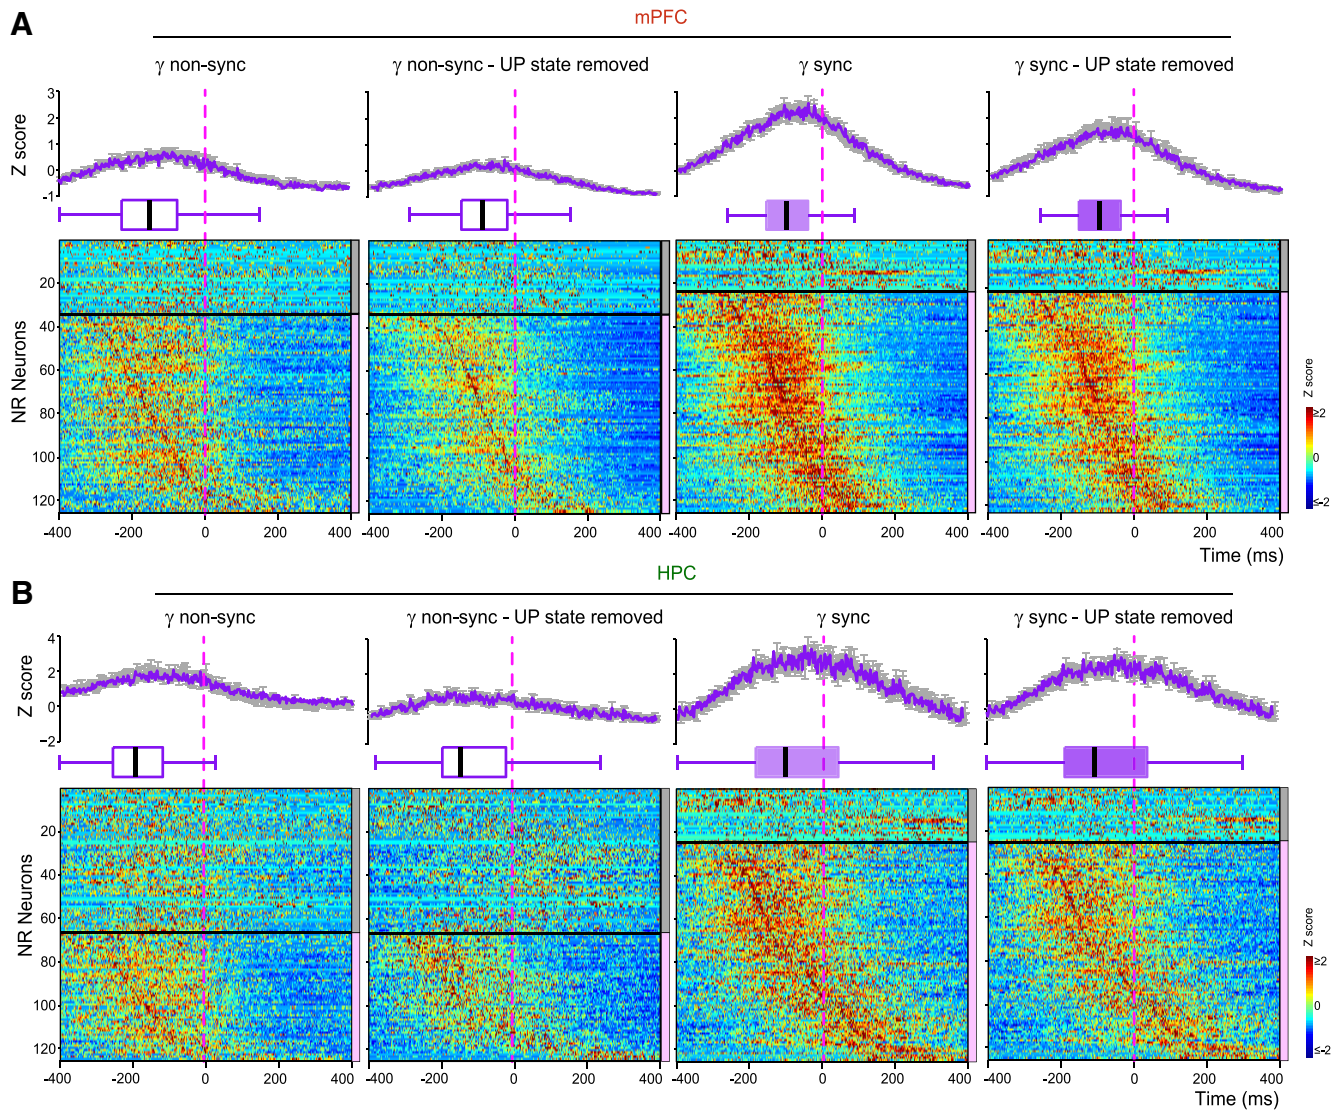 A
mPFC
γ non-sync
γ non-sync - UP state removed
γ sync
γ sync - UP state removed
Z score
3
2
1
0
-1
NR Neurons
20
40
60
80
100
120
-400 -200 0 200 400
-400 -200 0 200 400
-400 -200 0 200 400
-400 -200 0 200 400
Time (ms)
Z score
≥2
0
≤-2
B
HPC
γ non-sync
γ non-sync - UP state removed
γ sync
γ sync - UP state removed
Z score
4
2
0
−2
NR Neurons
20
40
60
80
100
120
-400 -200 0 200 400
-400 -200 0 200 400
-400 -200 0 200 400
-400 -200 0 200 400
Time (ms)
Z score
≥2
0
≤-2